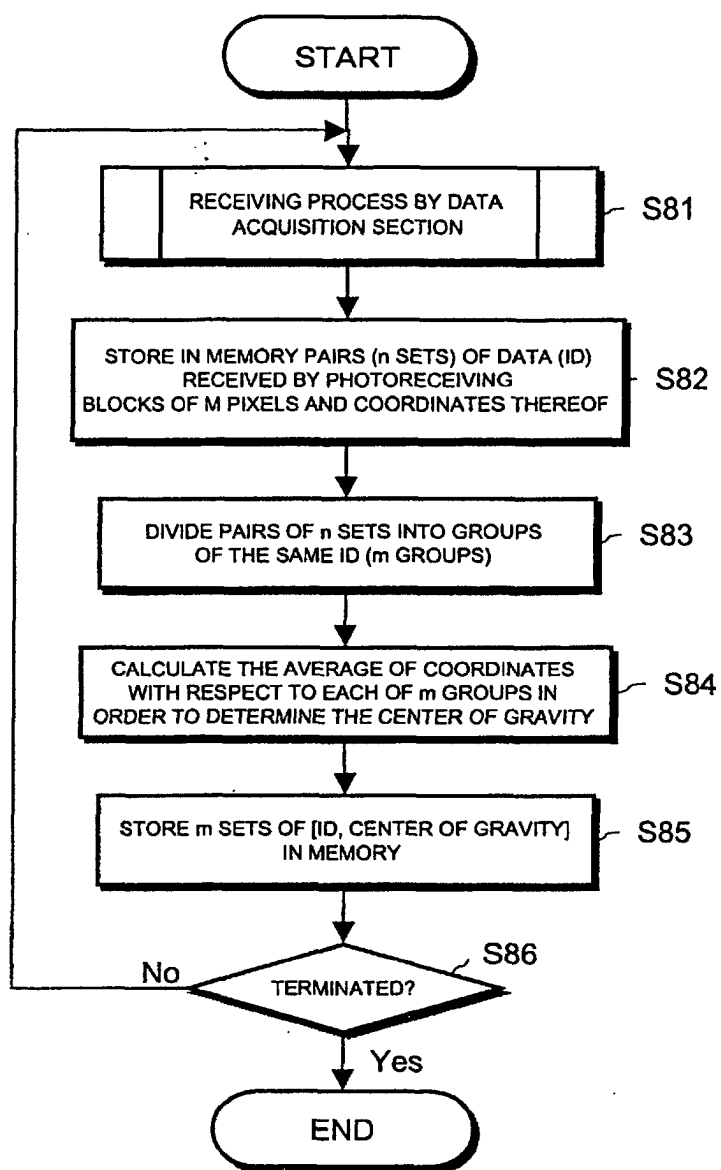 START
RECEIVING PROCESS BY DATA
ACQUISITION SECTION
S81
STORE IN MEMORY PAIRS (n SETS) OF DATA (ID)
RECEIVED BY PHOTORECEIVING
BLOCKS OF M PIXELS AND COORDINATES THEREOF
S82
DIVIDE PAIRS OF n SETS INTO GROUPS
OF THE SAME ID (m GROUPS)
S83
CALCULATE THE AVERAGE OF COORDINATES
WITH RESPECT TO EACH OF m GROUPS IN
ORDER TO DETERMINE THE CENTER OF GRAVITY
S84
STORE m SETS OF [ID, CENTER OF GRAVITY]
IN MEMORY
S85
TERMINATED?
S86
No
Yes
END